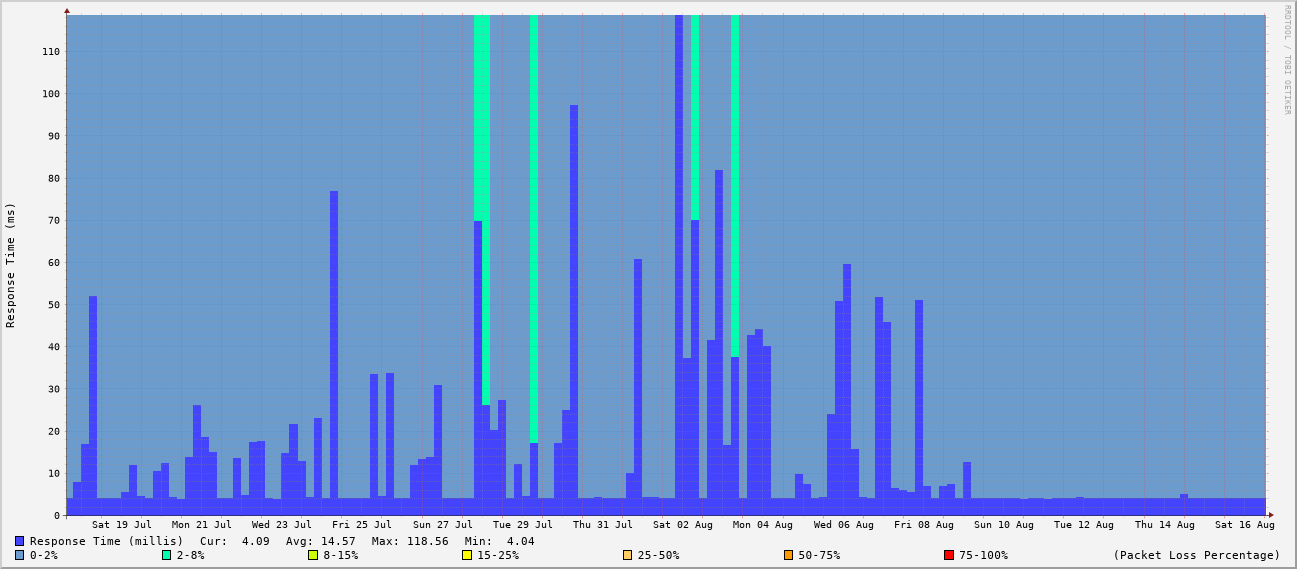 RRDTOOL / TOBI OETIKER
Response Time (ms)
110
100
90
80
70
60
50
40
30
20
10
0
Sat 19 Jul Mon 21 Jul Wed 23 Jul Fri 25 Jul Sun 27 Jul Tue 29 Jul Thu 31 Jul Sat 02 Aug Mon 04 Aug Wed 06 Aug Fri 08 Aug Sun 10 Aug Tue 12 Aug Thu 14 Aug Sat 16 Aug
Response Time (millis) Cur: 4.09 Avg: 14.57 Max: 118.56 Min: 4.04
0-2% 2-8% 8-15% 15-25% 25-50% 50-75% 75-100% (Packet Loss Percentage)